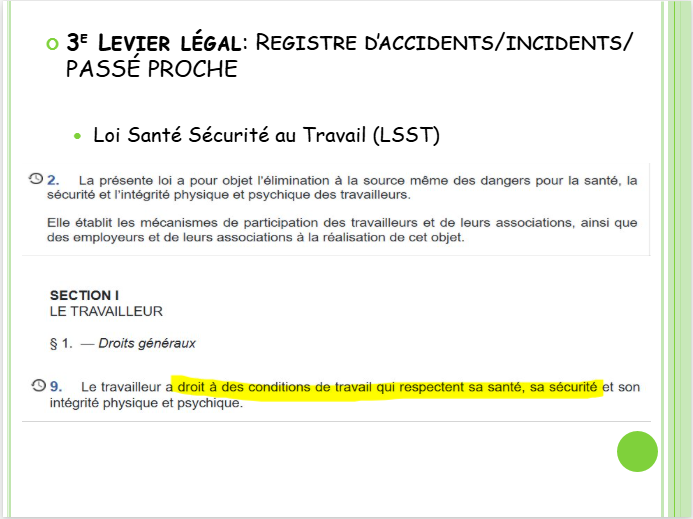 3E LEVIER LÉGAL: REGISTRE D'ACCIDENTS/INCIDENTS/
PASSÉ PROCHE
Loi Santé Sécurité au Travail (LSST)
2. La présente loi a pour objet l'élimination à la source même des dangers pour la santé, la
sécurité et l'intégrité physique et psychique des travailleurs.
Elle établit les mécanismes de participation des travailleurs et de leurs associations, ainsi que
des employeurs et de leurs associations à la réalisation de cet objet.
SECTION I
LE TRAVAILLEUR
§ 1. — Droits généraux
9. Le travailleur a droit à des conditions de travail qui respectent sa santé, sa sécurité et son
intégrité physique et psychique.